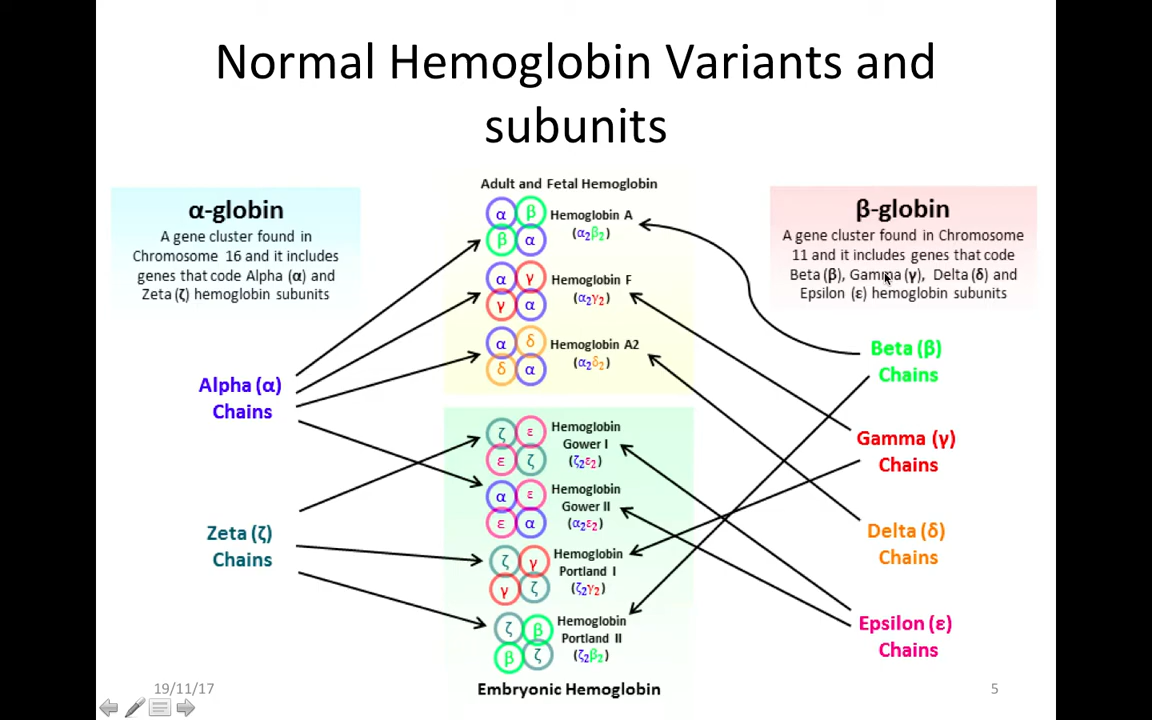 Normal Hemoglobin Variants and
subunits
α-globin
A gene cluster found in
Chromosome 16 and it includes
genes that code Alpha (α) and
Zeta (ζ) hemoglobin subunits
Alpha (α)
Chains
Zeta (ζ)
Chains
Adult and Fetal Hemoglobin
α β
β α
Hemoglobin A
(α₂β₂)
α γ
γ α
Hemoglobin F
(α₂γ₂)
α δ
δ α
Hemoglobin A2
(α₂δ₂)
ζ ε
ε ζ
Hemoglobin
Gower I
(ζ₂ε₂)
α ε
ε α
Hemoglobin
Gower II
(α₂ε₂)
ζ γ
γ ζ
Hemoglobin
Portland I
(ζ₂γ₂)
ζ β
β ζ
Hemoglobin
Portland II
(ζ₂β₂)
Embryonic Hemoglobin
β-globin
A gene cluster found in Chromosome
11 and it includes genes that code
Beta (β), Gamma (γ), Delta (δ) and
Epsilon (ε) hemoglobin subunits
Beta (β)
Chains
Gamma (γ)
Chains
Delta (δ)
Chains
Epsilon (ε)
Chains
19/11/17
5